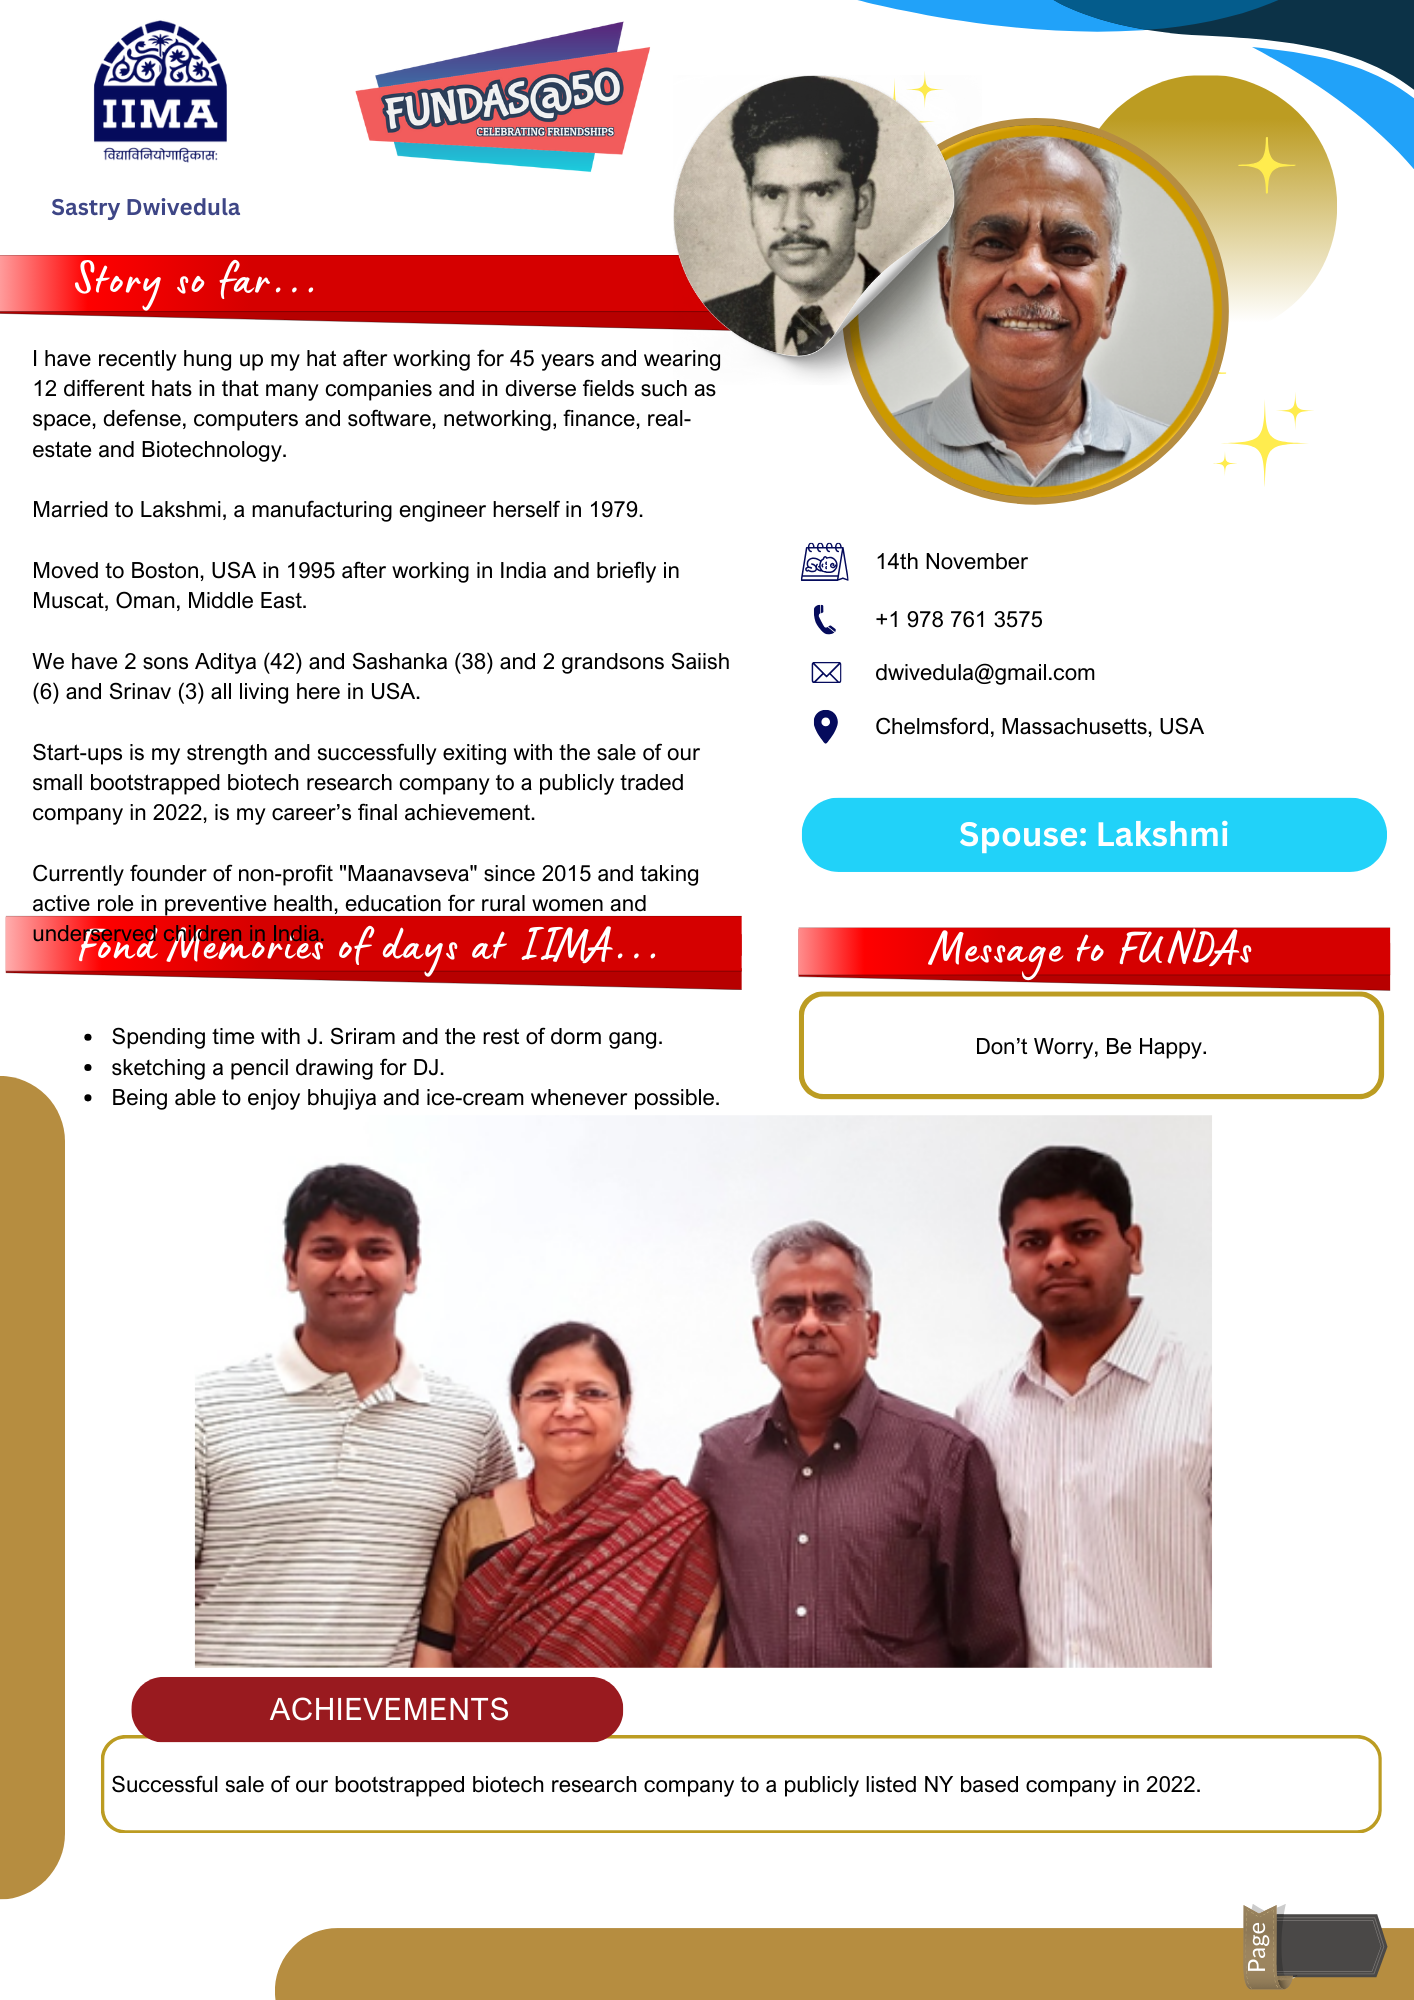 IIMA
विद्याविनियोगाद्विकास:
FUNDAS@50
CELEBRATING FRIENDSHIPS
Sastry Dwivedula
Story so far...
I have recently hung up my hat after working for 45 years and wearing
12 different hats in that many companies and in diverse fields such as
space, defense, computers and software, networking, finance, real-
estate and Biotechnology.
Married to Lakshmi, a manufacturing engineer herself in 1979.
Moved to Boston, USA in 1995 after working in India and briefly in
Muscat, Oman, Middle East.
We have 2 sons Aditya (42) and Sashanka (38) and 2 grandsons Saiish
(6) and Srinav (3) all living here in USA.
Start-ups is my strength and successfully exiting with the sale of our
small bootstrapped biotech research company to a publicly traded
company in 2022, is my career’s final achievement.
Currently founder of non-profit "Maanavseva" since 2015 and taking
active role in preventive health, education for rural women and
underserved children in India.
14th November
+1 978 761 3575
dwivedula@gmail.com
Chelmsford, Massachusetts, USA
Spouse: Lakshmi
Fond Memories of days at IIMA...
Spending time with J. Sriram and the rest of dorm gang.
sketching a pencil drawing for DJ.
Being able to enjoy bhujiya and ice-cream whenever possible.
Message to FUNDAs
Don’t Worry, Be Happy.
ACHIEVEMENTS
Successful sale of our bootstrapped biotech research company to a publicly listed NY based company in 2022.
Page